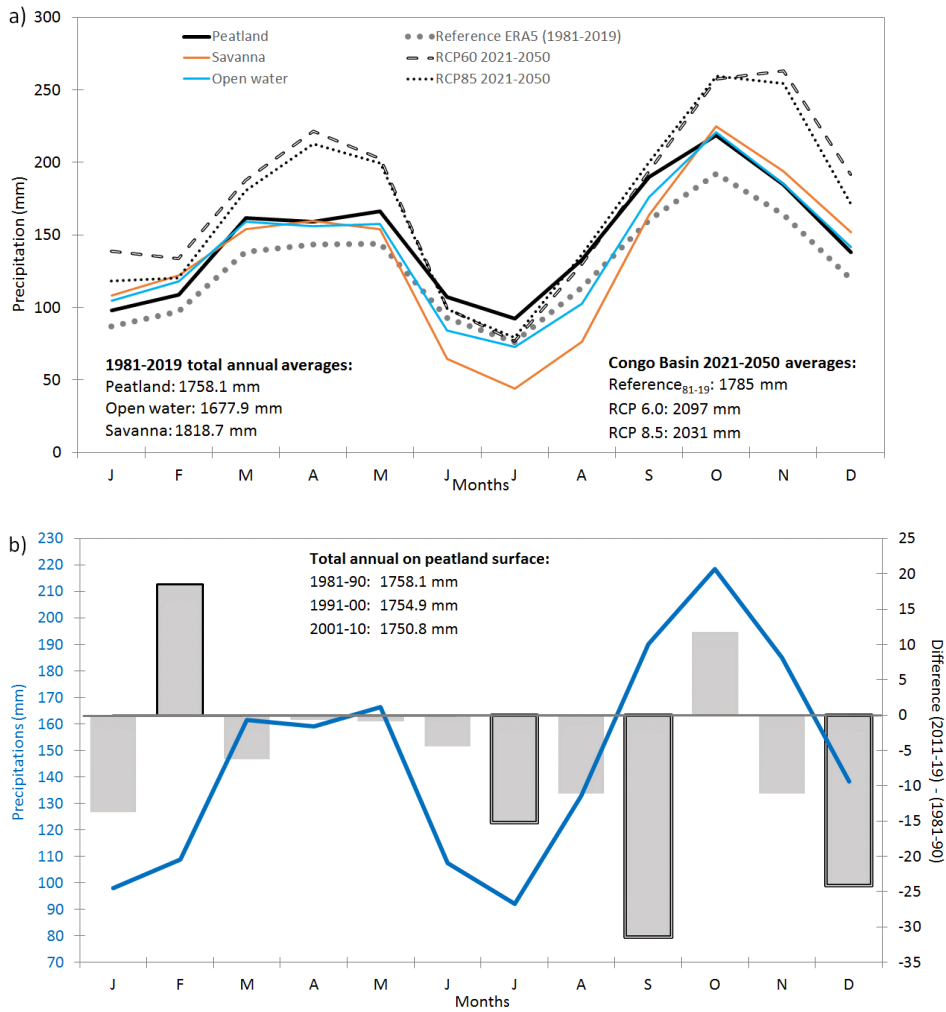 a)
300
250
200
150
100
50
0
Precipitation (mm)
Peatland
Savanna
Open water
Reference ERA5 (1981-2019)
RCP60 2021-2050
RCP85 2021-2050
1981-2019 total annual averages:
Peatland: 1758.1 mm
Open water: 1677.9 mm
Savanna: 1818.7 mm
Congo Basin 2021-2050 averages:
Reference81-19: 1785 mm
RCP 6.0: 2097 mm
RCP 8.5: 2031 mm
J F M A M J J A S O N D
Months
b)
230
220
210
200
190
180
170
160
150
140
130
120
110
100
90
80
70
Precipitations (mm)
Total annual on peatland surface:
1981-90: 1758.1 mm
1991-00: 1754.9 mm
2001-10: 1750.8 mm
25
20
15
10
5
0
-5
-10
-15
-20
-25
-30
-35
Difference (2011-19) - (1981-90)
J F M A M J J A S O N D
Months